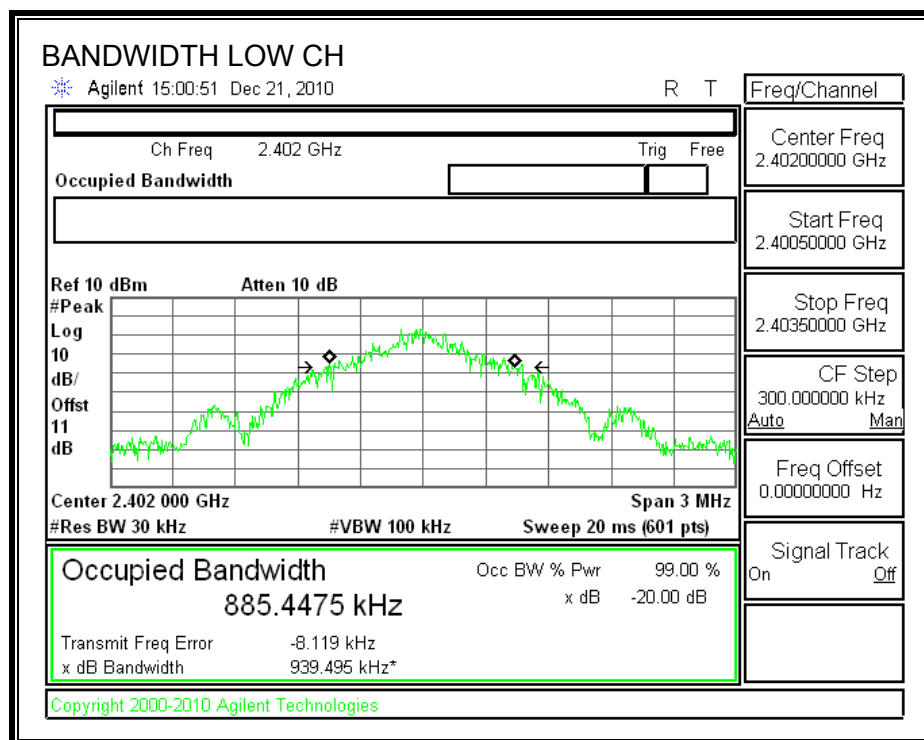 BANDWIDTH LOW CH
Agilent 15:00:51 Dec 21, 2010 R T
Ch Freq 2.402 GHz Trig Free
Occupied Bandwidth
Ref 10 dBm Atten 10 dB
#Peak
Log
10
dB/
Offst
11
dB
Center 2.402 000 GHz Span 3 MHz
#Res BW 30 kHz #VBW 100 kHz Sweep 20 ms (601 pts)
Occupied Bandwidth Occ BW % Pwr 99.00 %
885.4475 kHz x dB -20.00 dB
Transmit Freq Error -8.119 kHz
x dB Bandwidth 939.495 kHz*
Copyright 2000-2010 Agilent Technologies
Freq/Channel
Center Freq
2.40200000 GHz
Start Freq
2.40050000 GHz
Stop Freq
2.40350000 GHz
CF Step
300.000000 kHz
Auto Man
Freq Offset
0.00000000 Hz
Signal Track
On Off